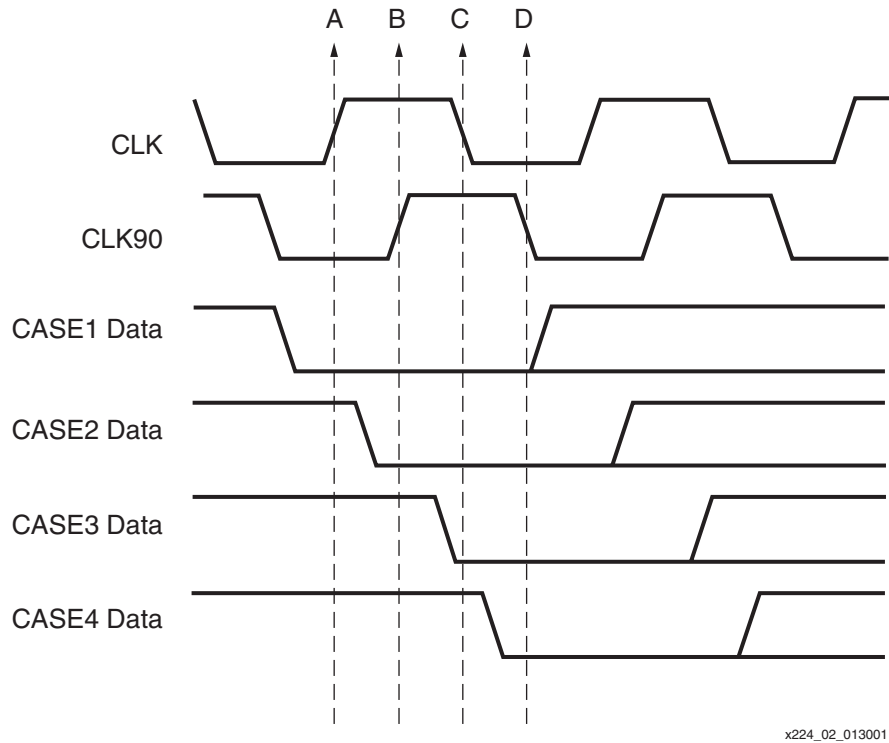 A B C D
CLK
CLK90
CASE1 Data
CASE2 Data
CASE3 Data
CASE4 Data
x224_02_013001